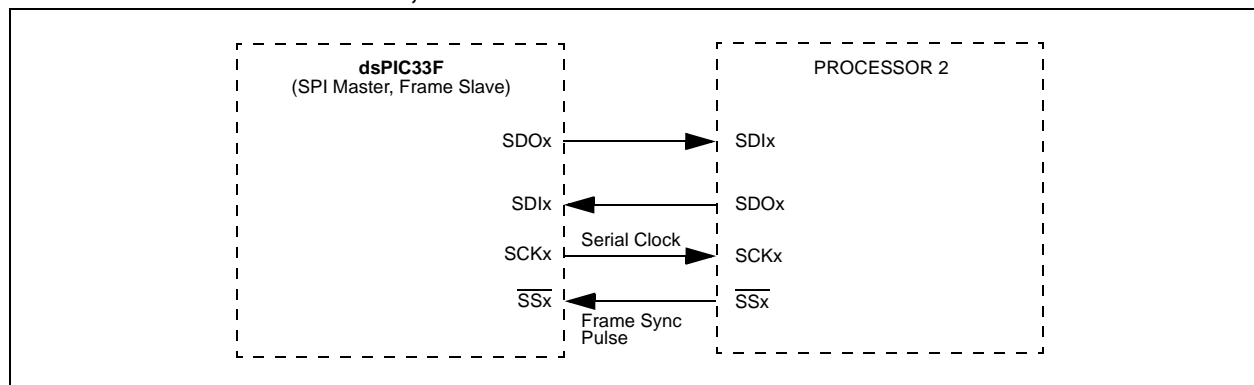 dsPIC33F
(SPI Master, Frame Slave)
PROCESSOR 2
SDOx
SDIx
SDIx
SDOx
SCKx
Serial Clock
SCKx
SSx
Frame Sync
Pulse
SSx